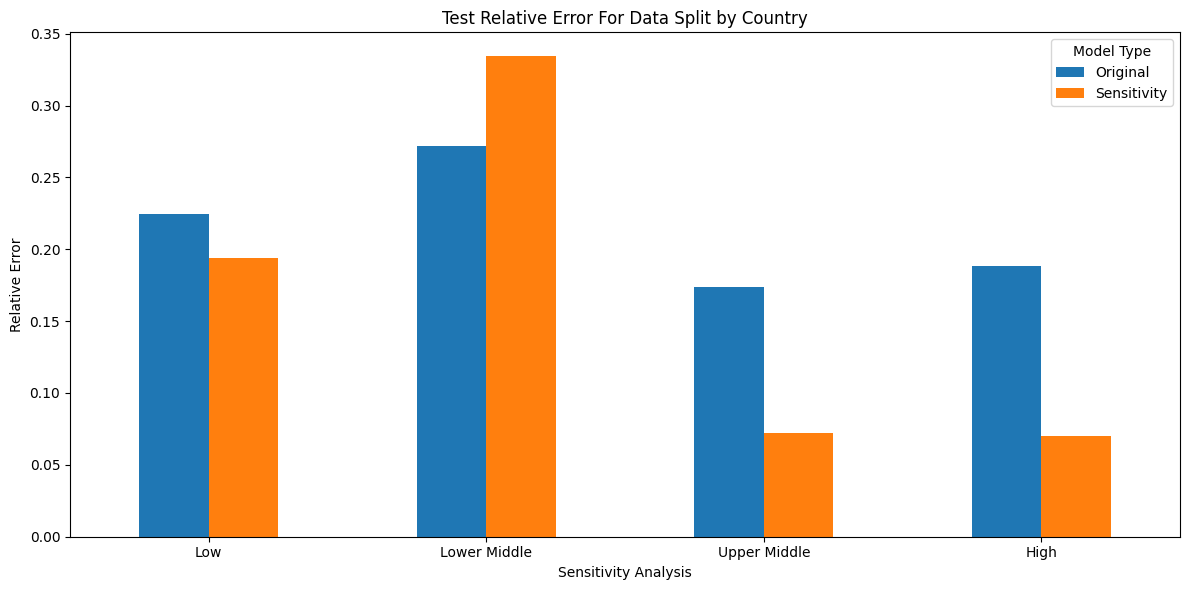 Test Relative Error For Data Split by Country
Model Type
Original
Sensitivity
Relative Error
0.35
0.30
0.25
0.20
0.15
0.10
0.05
0.00
Low
Lower Middle
Upper Middle
High
Sensitivity Analysis